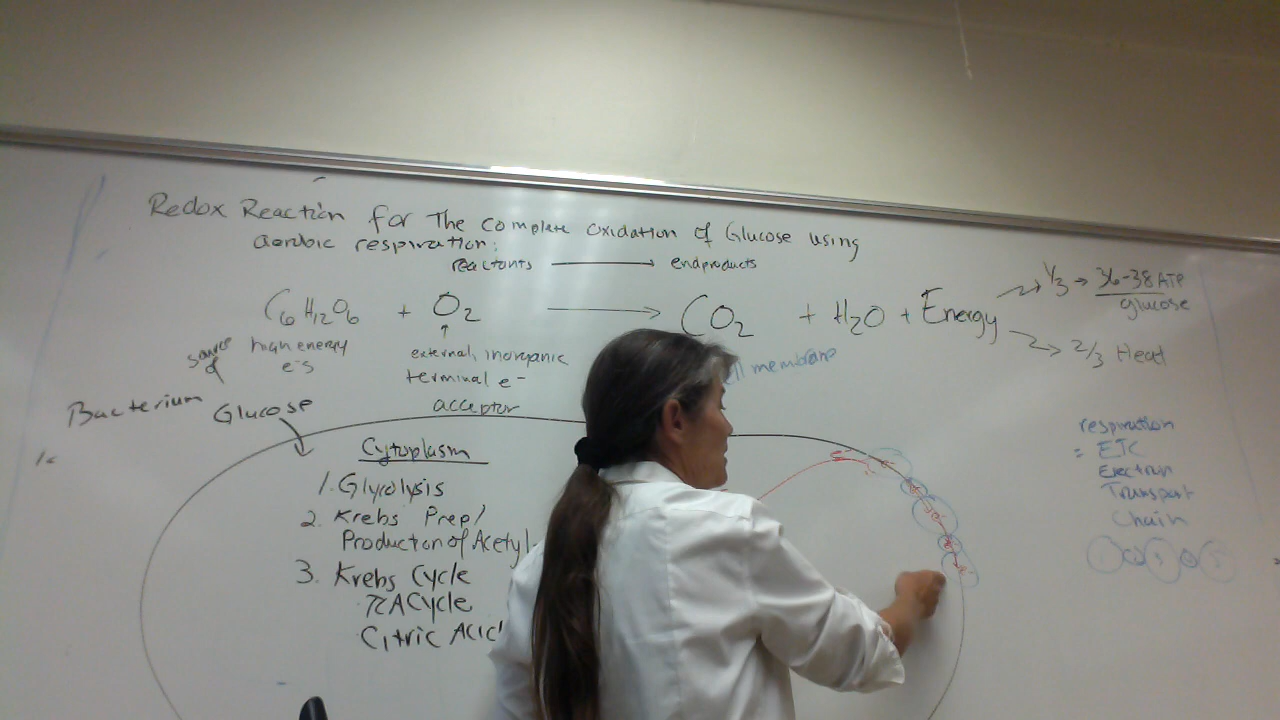 Redox Reaction for The complete oxidation of Glucose using
aerobic respiration:
reactants → endproducts
C6H12O6 + O2 → CO2 + H2O + Energy
1/3 → 36-38 ATP
glucose
2/3 Heat
source of
high energy
e-s
↑
external, inorganic
terminal e-
acceptor
ll membrane
Bacterium
Glucose
Cytoplasm
1. Glycolysis
2. Krebs Prep/
Production of Acetyl-
3. Krebs Cycle
TCA Cycle
Citric Acid
e-
respiration
= ETC
Electron
Transport
Chain